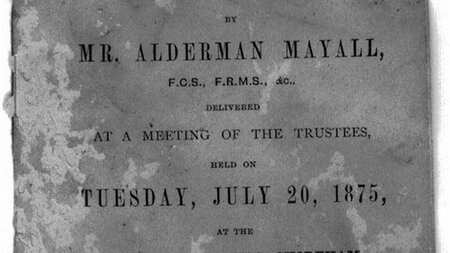 BY
MR. ALDERMAN MAYALL,
F.C.S., F.R.M.S., &c..
DELIVERED
AT A MEETING OF THE TRUSTEES,
HELD ON
TUESDAY, JULY 20, 1875,
AT THE